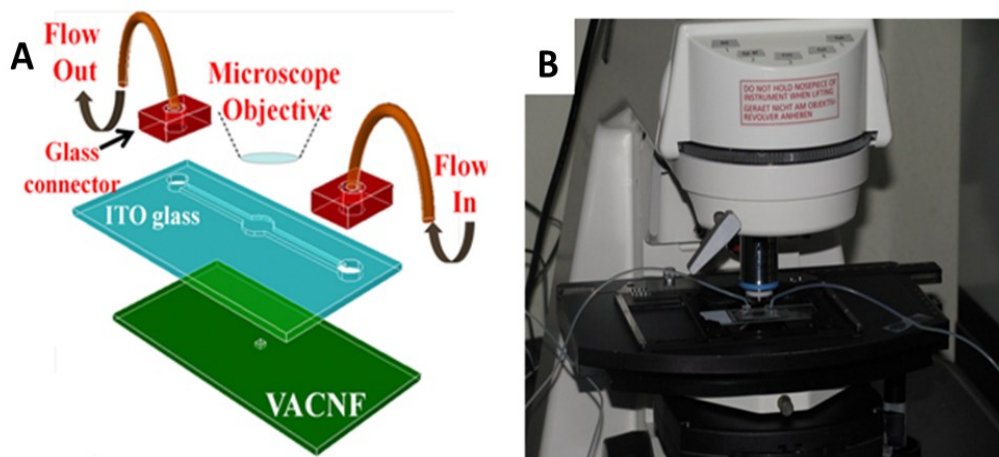 A
Flow
Out
Microscope
Objective
Glass
connector
Flow
In
ITO glass
VACNF
B
DO NOT HOLD NOSEPIECE OF
INSTRUMENT WHEN LIFTING.
GERAET NICHT AM OBJEKTIV
REVOLVER ANHEBEN